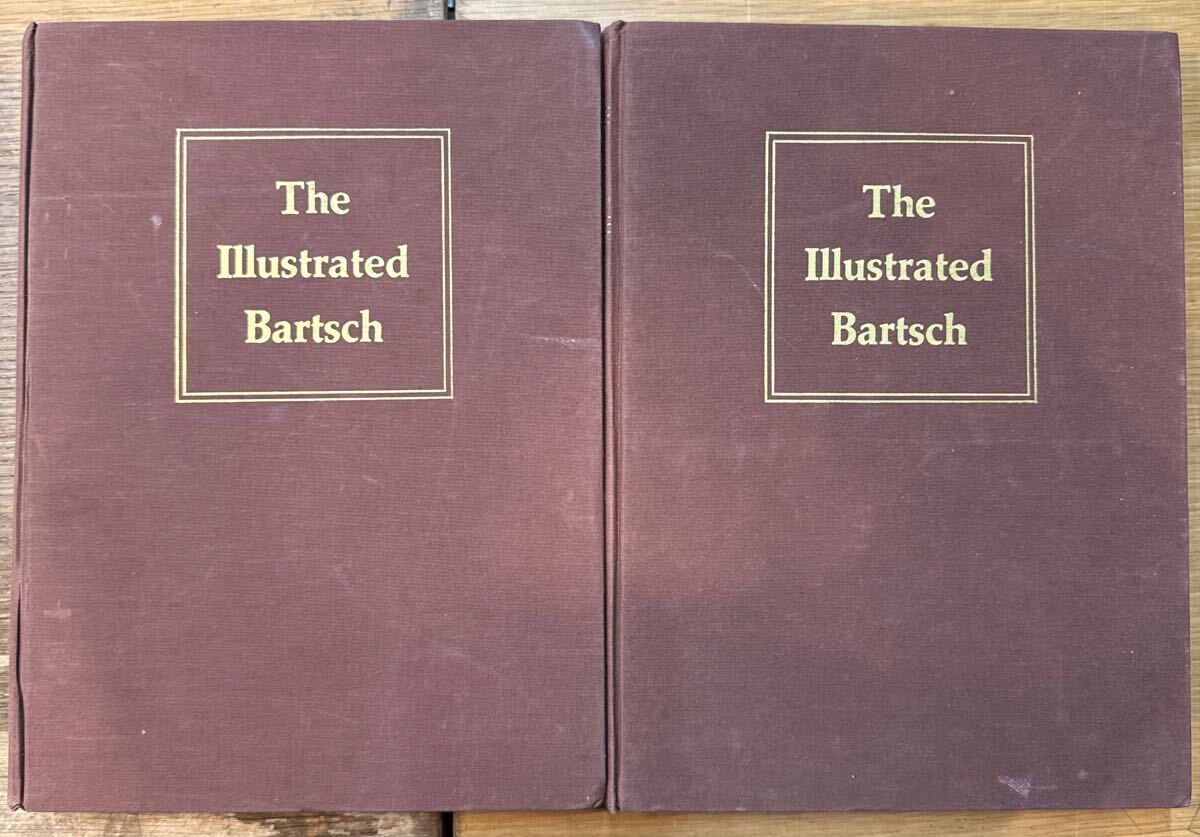 The
Illustrated
Bartsch
The
Illustrated
Bartsch